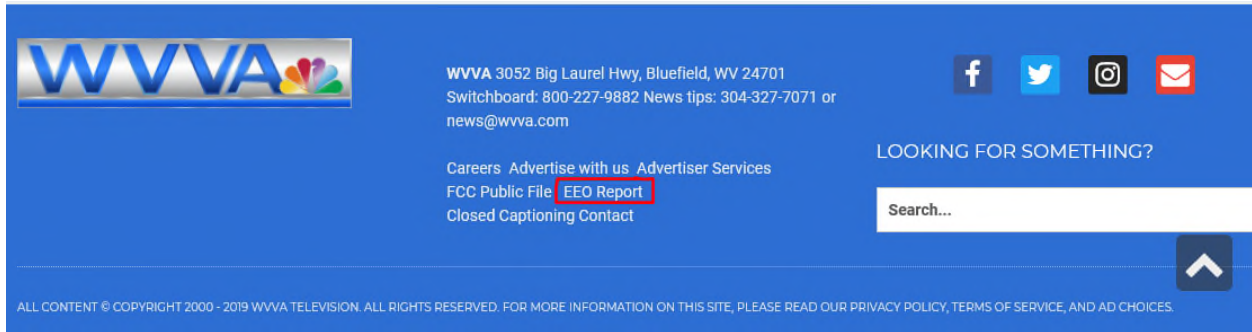 WVVA
WVVA 3052 Big Laurel Hwy, Bluefield, WV 24701
Switchboard: 800-227-9882 News tips: 304-327-7071 or
news@wvva.com
Careers Advertise with us Advertiser Services
FCC Public File EEO Report
Closed Captioning Contact
LOOKING FOR SOMETHING?
Search...
ALL CONTENT © COPYRIGHT 2000 - 2019 WVVA TELEVISION. ALL RIGHTS RESERVED. FOR MORE INFORMATION ON THIS SITE, PLEASE READ OUR PRIVACY POLICY, TERMS OF SERVICE, AND AD CHOICES.